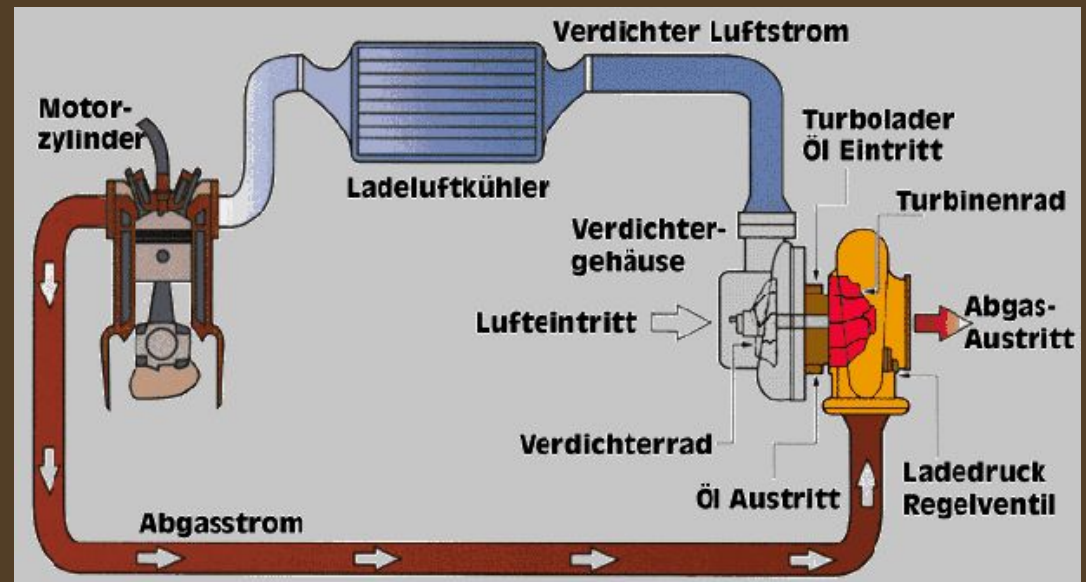 Verdichter Luftstrom
Motor-
zylinder
Turbolader
Öl Eintritt
Ladeluftkühler
Turbinenrad
Verdichter-
gehäuse
Lufteintritt
Abgas-
Austritt
Verdichterrad
Öl Austritt
Ladedruck
Regelventil
Abgasstrom